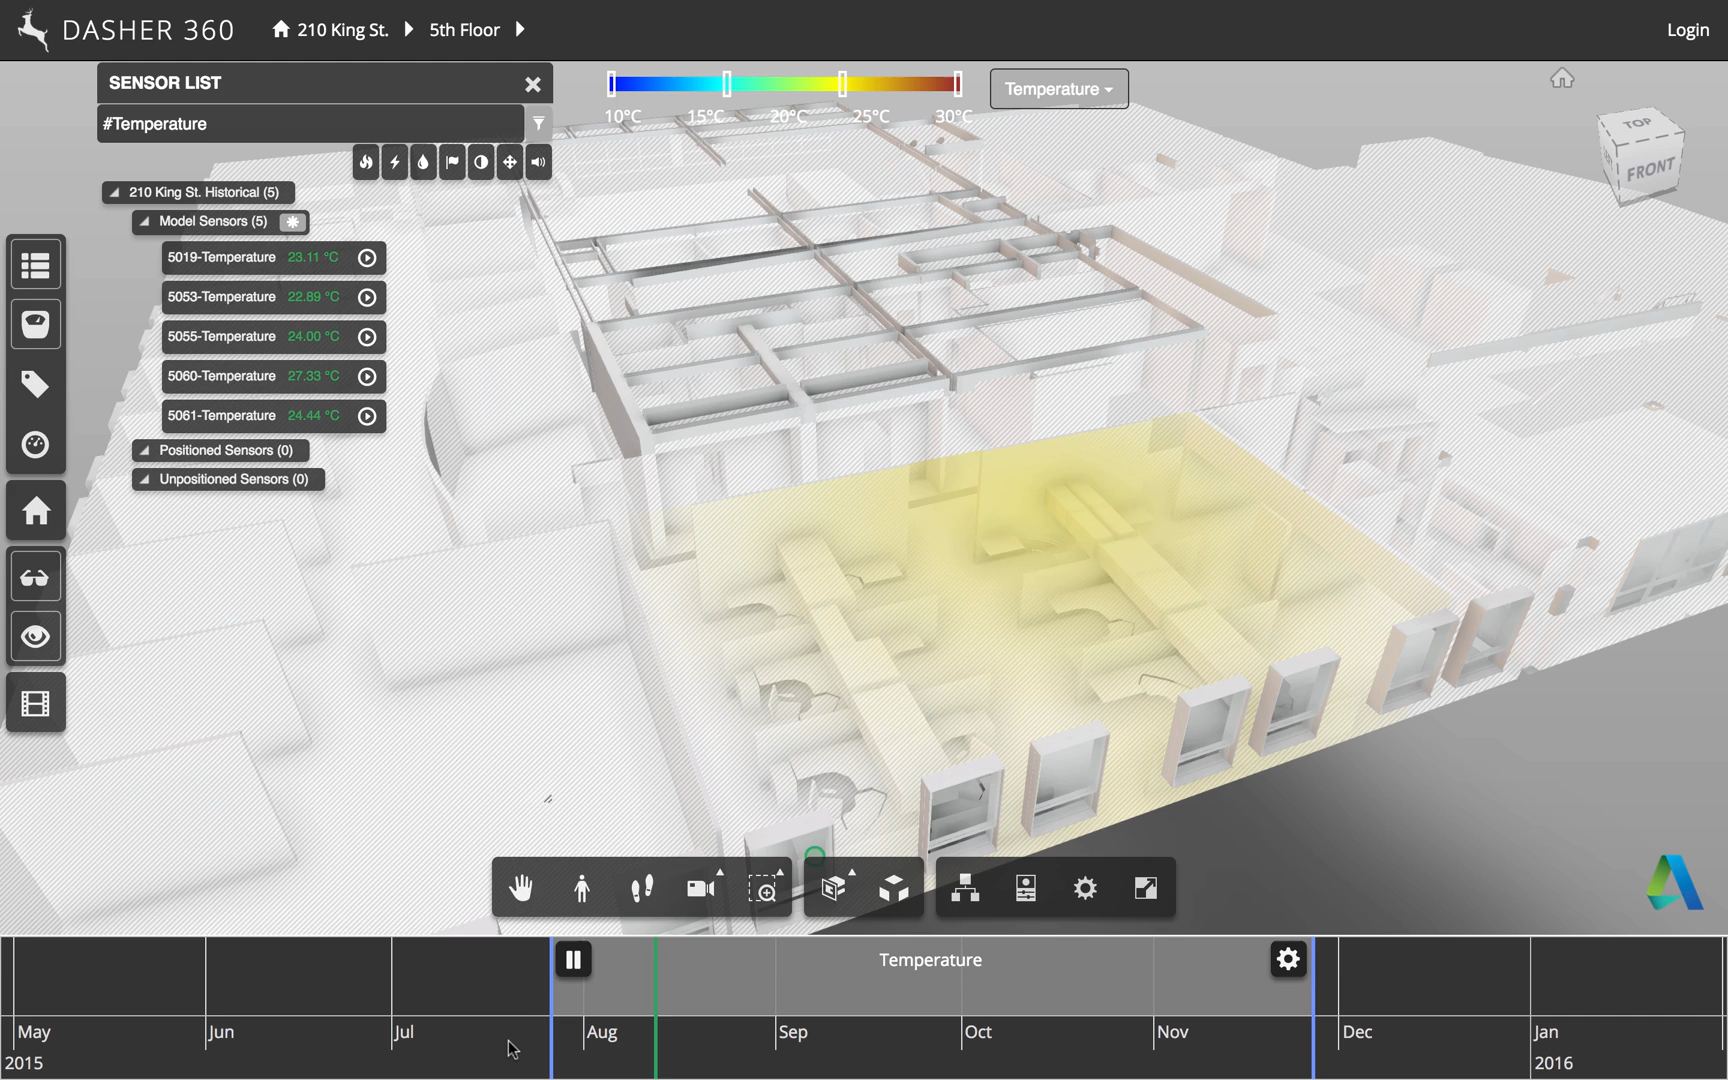 DASHER 360
210 King St.
5th Floor
Login
SENSOR LIST
#Temperature
10°C 15°C 20°C 25°C 30°C
Temperature
TOP
FRONT
210 King St. Historical (5)
Model Sensors (5)
5019-Temperature 23.11 °C
5053-Temperature 22.89 °C
5055-Temperature 24.00 °C
5060-Temperature 27.33 °C
5061-Temperature 24.44 °C
Positioned Sensors (0)
Unpositioned Sensors (0)
Temperature
May Jun Jul Aug Sep Oct Nov Dec Jan
2015 2016